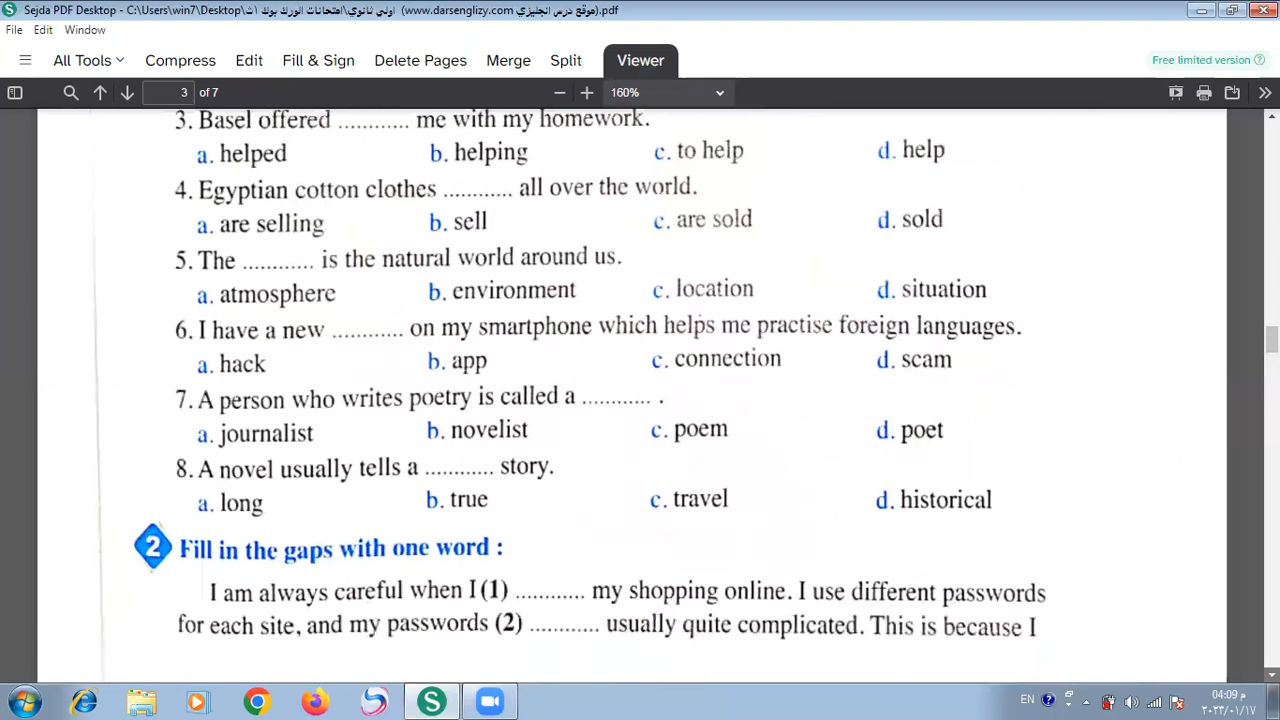 Sejda PDF Desktop - C:\Users\win7\Desktop\اولي ثانوي\امتحانات الورك بوك ١ث (www.darsenglizy.com موقع درس انجليزي).pdf
File Edit Window
All Tools Compress Edit Fill & Sign Delete Pages Merge Split Viewer Free limited version
3 of 7 160%
3. Basel offered ............ me with my homework.
a. helped b. helping c. to help d. help
4. Egyptian cotton clothes ............ all over the world.
a. are selling b. sell c. are sold d. sold
5. The ............ is the natural world around us.
a. atmosphere b. environment c. location d. situation
6. I have a new ............ on my smartphone which helps me practise foreign languages.
a. hack b. app c. connection d. scam
7. A person who writes poetry is called a ............ .
a. journalist b. novelist c. poem d. poet
8. A novel usually tells a ............ story.
a. long b. true c. travel d. historical
2 Fill in the gaps with one word :
I am always careful when I (1) ............ my shopping online. I use different passwords
for each site, and my passwords (2) ............ usually quite complicated. This is because I
EN 04:09 م
٢٠٢٣/٠١/١٧